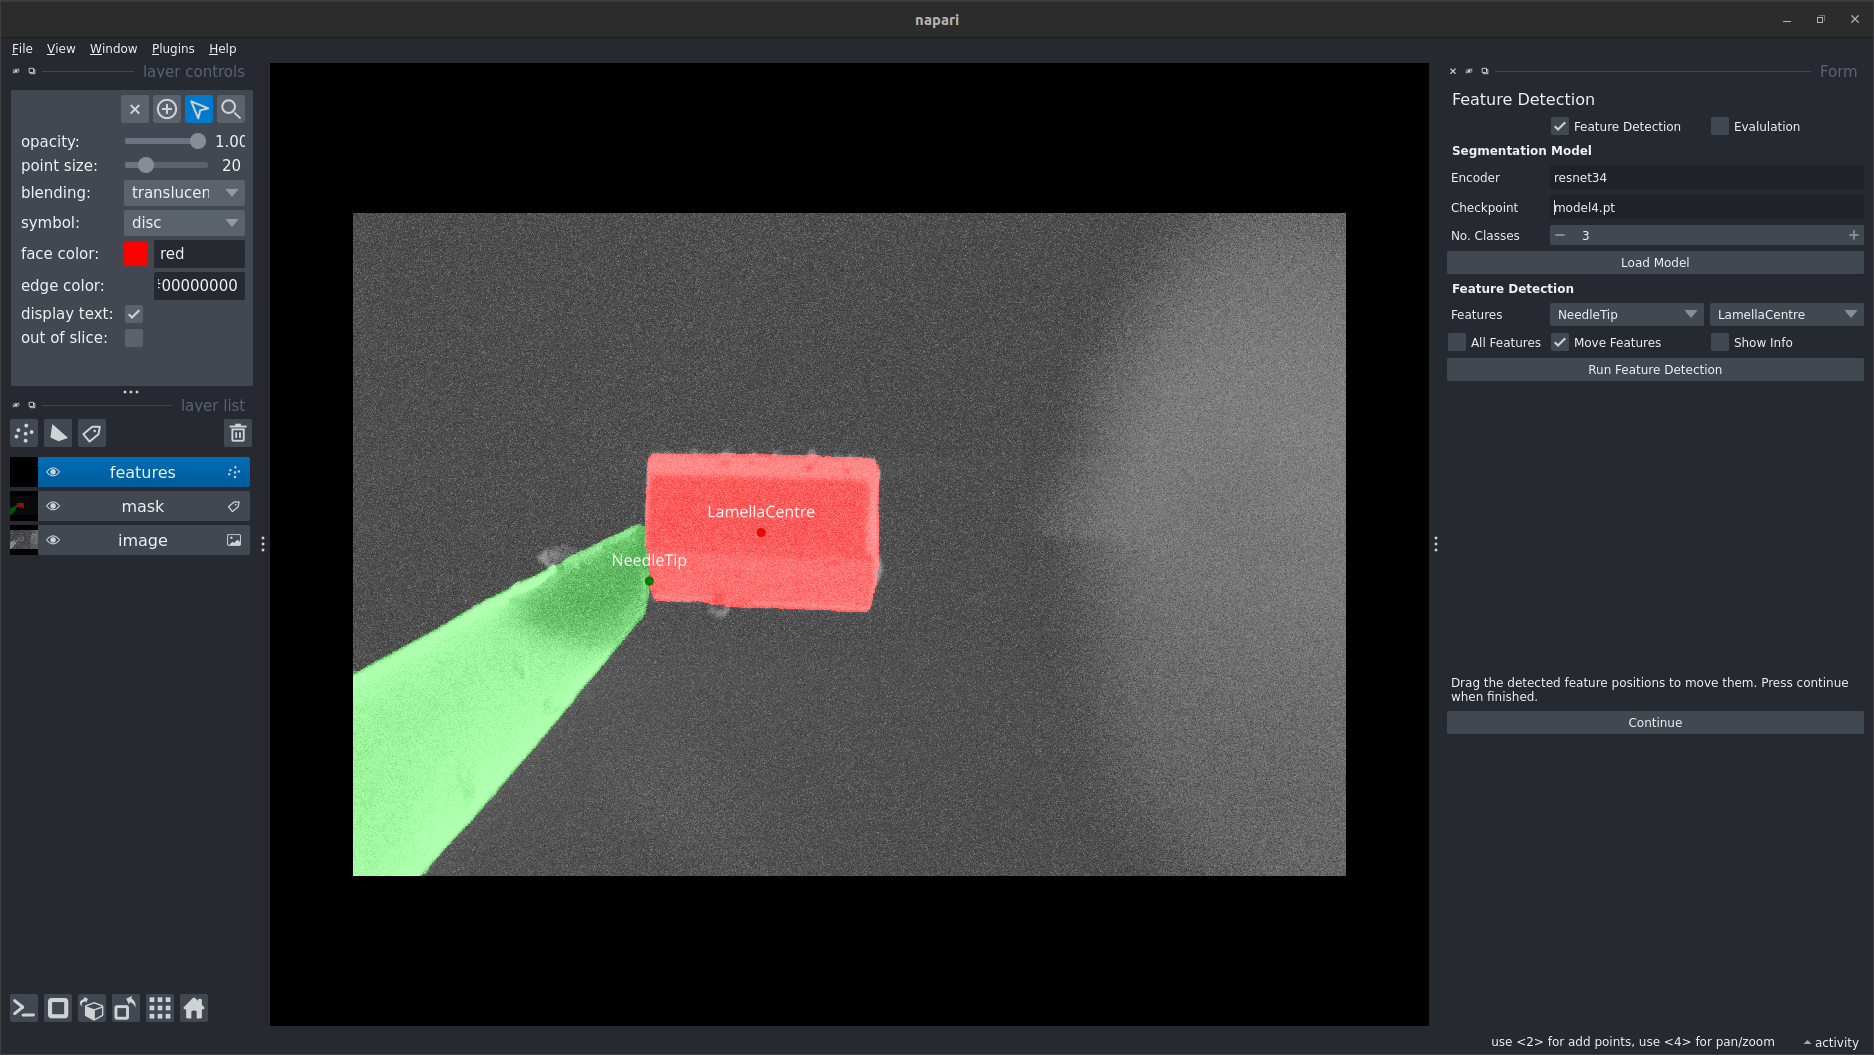 napari
File View Window Plugins Help
layer controls
opacity: 1.00
point size: 20
blending: translucen
symbol: disc
face color: red
edge color: #00000000
display text:
out of slice:
layer list
features
mask
image
LamellaCentre
NeedleTip
Form
Feature Detection
Feature Detection Evalulation
Segmentation Model
Encoder resnet34
Checkpoint model4.pt
No. Classes 3
Load Model
Feature Detection
Features NeedleTip LamellaCentre
All Features Move Features Show Info
Run Feature Detection
Drag the detected feature positions to move them. Press continue
when finished.
Continue
use <2> for add points, use <4> for pan/zoom activity